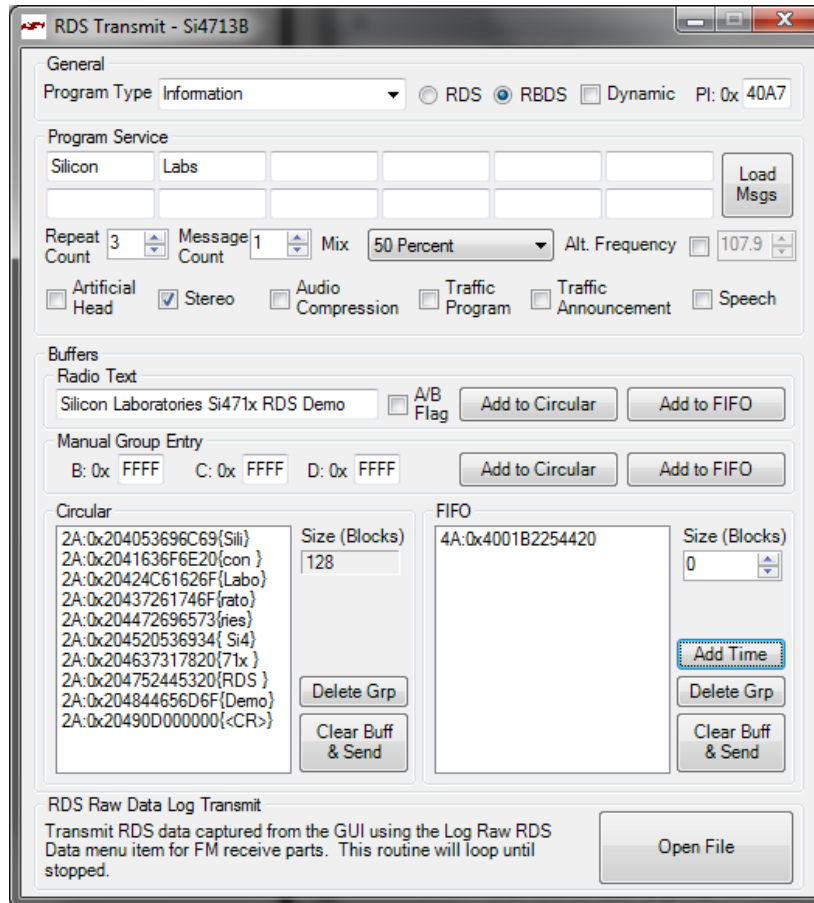 RDS Transmit - Si4713B
General
Program Type Information RDS RBDS Dynamic PI: 0x 40A7
Program Service
Silicon Labs
Load Msgs
Repeat Count 3 Message Count 1 Mix 50 Percent Alt. Frequency 107.9
Artificial Head Stereo Audio Compression Traffic Program Traffic Announcement Speech
Buffers
Radio Text
Silicon Laboratories Si471x RDS Demo A/B Flag Add to Circular Add to FIFO
Manual Group Entry
B: 0x FFFF C: 0x FFFF D: 0x FFFF Add to Circular Add to FIFO
Circular
2A:0x204053696C69{Sili}
2A:0x2041636F6E20{con }
2A:0x20424C61626F{Labo}
2A:0x20437261746F{rato}
2A:0x204472696573{ries}
2A:0x204520536934{ Si4}
2A:0x204637317820{71x }
2A:0x204752445320{RDS }
2A:0x204844656D6F{Demo}
2A:0x20490D000000{<CR>}
Size (Blocks)
128
Delete Grp
Clear Buff & Send
FIFO
4A:0x4001B2254420
Size (Blocks)
0
Add Time
Delete Grp
Clear Buff & Send
RDS Raw Data Log Transmit
Transmit RDS data captured from the GUI using the Log Raw RDS
Data menu item for FM receive parts. This routine will loop until
stopped.
Open File